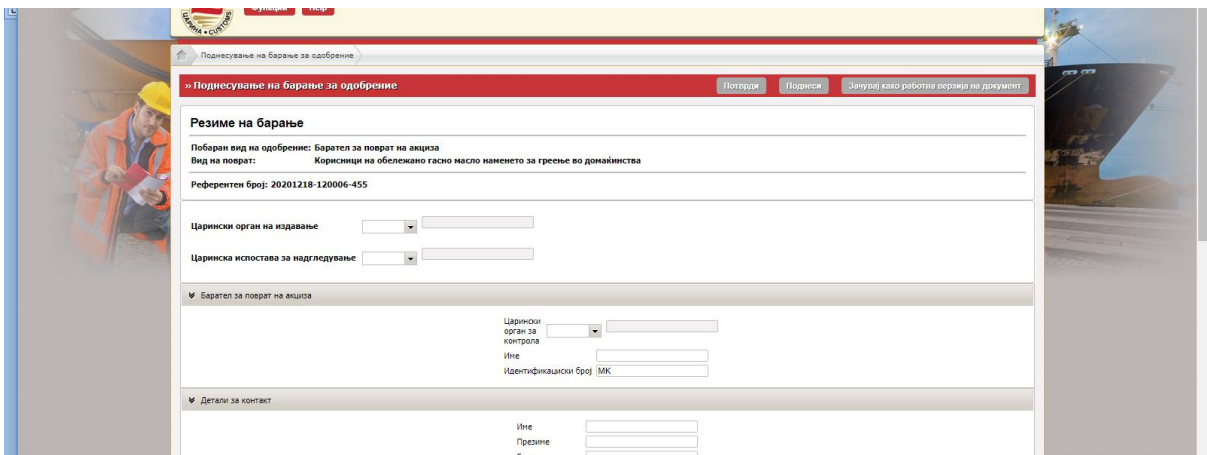 Функции Help
ЦАРИНА • CUSTOMS
Поднесување на барање за одобрение
» Поднесување на барање за одобрение Потврди Поднеси Зачувај како работна верзија на документ
Резиме на барање
Побаран вид на одобрение: Барател за поврат на акциза
Вид на поврат: Корисници на обележано гасно масло наменето за греење во домаќинства
Референтен број: 20201218-120006-455
Царински орган на издавање
Царинска испостава за надгледување
Барател за поврат на акциза
Царински
орган за
контрола
Име
Идентификациски број МК
Детали за контакт
Име
Презиме